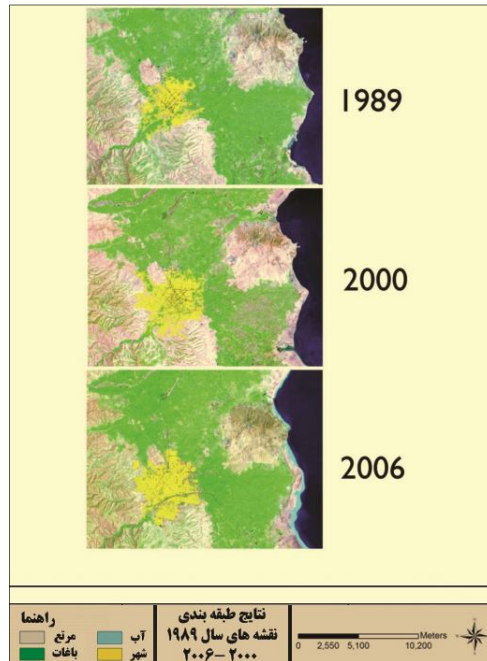 1989
2000
2006
راهنما
آب
مرتع
شهر
باغات
نتایج طبقه بندی
نقشه های سال ۱۹۸۹
۲۰۰۰-۲۰۰۶
Meters
0 2,550 5,100 10,200